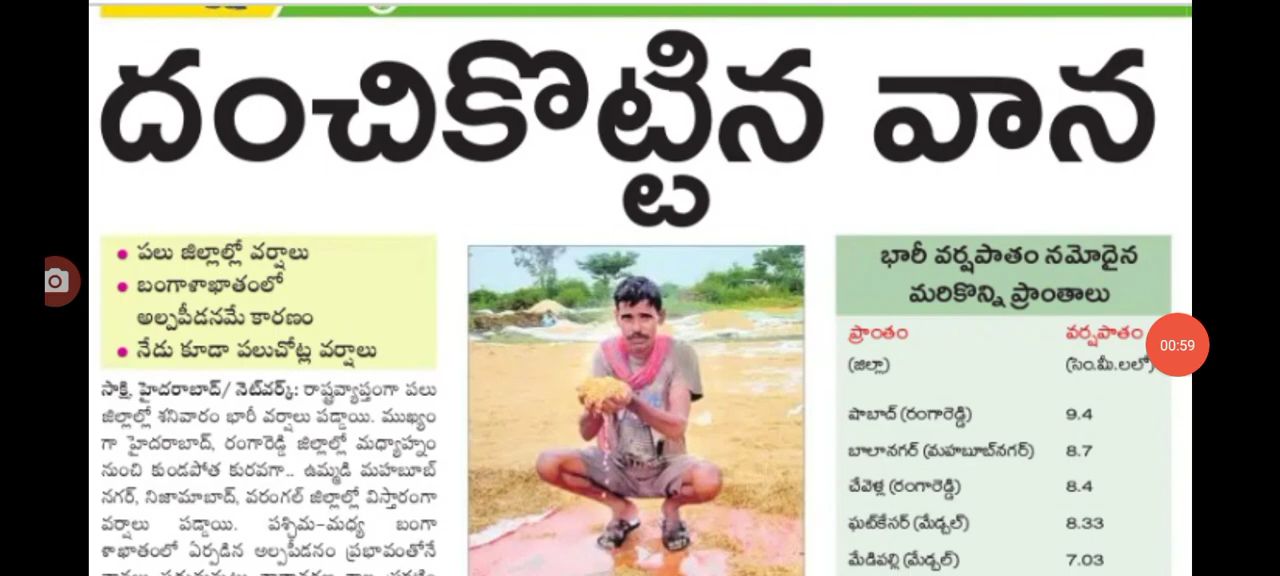 దంచికొట్టిన వాన
• పలు జిల్లాల్లో వర్షాలు
• బంగాళాఖాతంలో
అల్పపీడనమే కారణం
• నేడు కూడా పలుచోట్ల వర్షాలు
సాక్షి, హైదరాబాద్/ నెట్‌వర్క్: రాష్ట్రవ్యాప్తంగా పలు
జిల్లాల్లో శనివారం భారీ వర్షాలు పడ్డాయి. ముఖ్యం
గా హైదరాబాద్, రంగారెడ్డి జిల్లాల్లో మధ్యాహ్నం
నుంచి కుండపోత కురవగా.. ఉమ్మడి మహబూబ్
నగర్, నిజామాబాద్, వరంగల్ జిల్లాల్లో విస్తారంగా
వర్షాలు పడ్డాయి. పశ్చిమ–మధ్య బంగా
ళాఖాతంలో ఏర్పడిన అల్పపీడనం ప్రభావంతోనే
భారీ వర్షపాతం నమోదైన
మరికొన్ని ప్రాంతాలు
ప్రాంతం వర్షపాతం
(జిల్లా) (సెం.మీ.లలో)
షాబాద్ (రంగారెడ్డి) 9.4
బాలానగర్ (మహబూబ్‌నగర్) 8.7
చేవెళ్ల (రంగారెడ్డి) 8.4
ఘట్‌కేసర్ (మేడ్చల్) 8.33
మేడిపల్లి (మేడ్చల్) 7.03
00:59